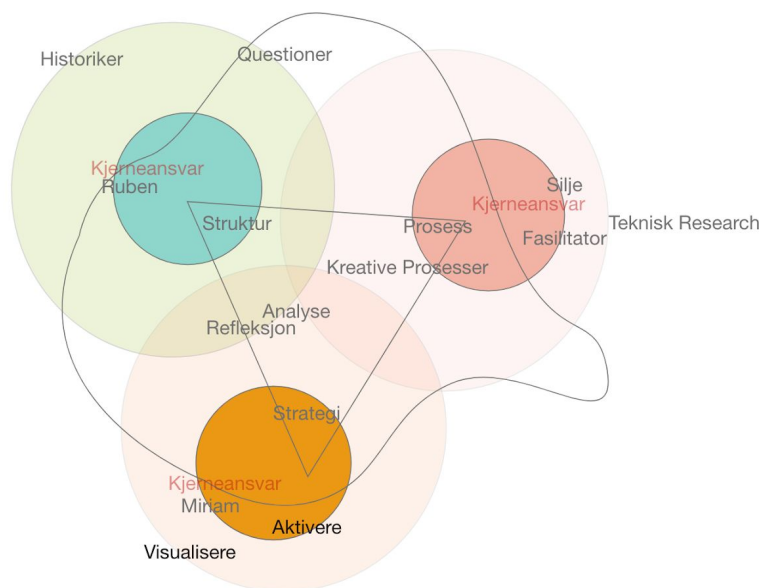 Historiker
Questioner
Kjerneansvar
Ruben
Struktur
Silje
Kjerneansvar
Prosess
Fasilitator
Teknisk Research
Kreative Prosesser
Analyse
Refleksjon
Strategi
Kjerneansvar
Miriam
Aktivere
Visualisere